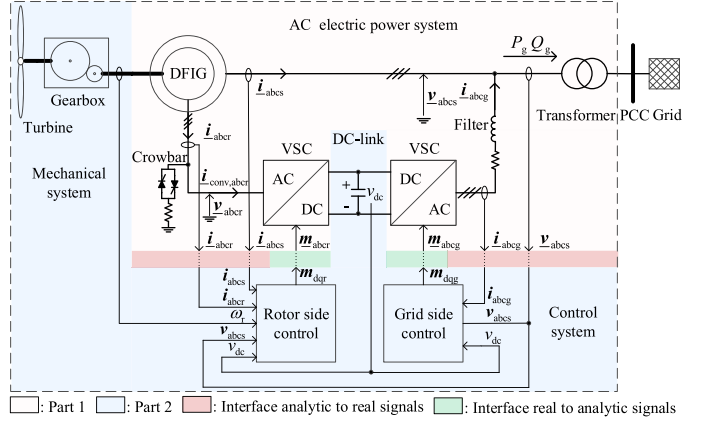 AC electric power system
P_g Q_g
DFIG
Gearbox
Turbine
i_abcs
v_abcs
i_abcg
Transformer PCC Grid
Filter
i_abcr
Crowbar
VSC
DC-link
VSC
Mechanical
system
i_conv,abcr
AC
DC
+
-
v_dc
DC
AC
v_abcr
i_abcr
i_abcs
m_abcr
m_abcg
i_abcg
v_abcs
m_dqr
m_dqg
i_abcs
i_abcr
ω_r
v_abcs
v_dc
Rotor side
control
Grid side
control
i_abcg
v_abcs
v_dc
Control
system
: Part 1
: Part 2
: Interface analytic to real signals
: Interface real to analytic signals